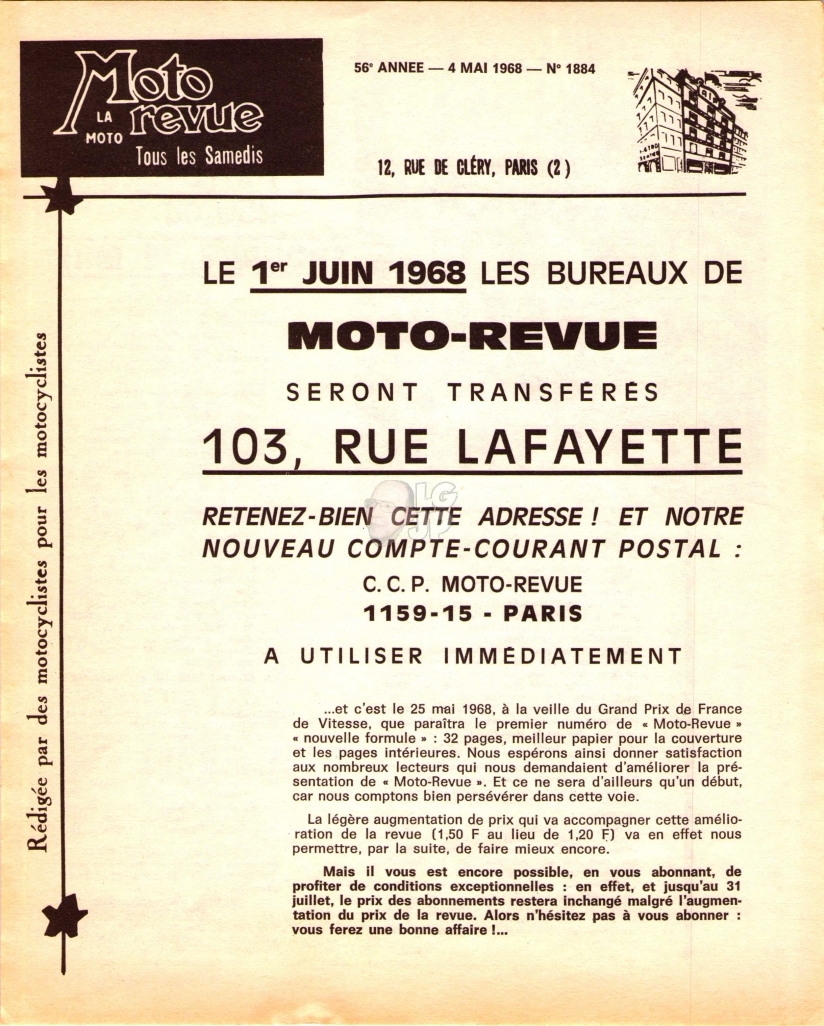 Moto
LA
MOTO
revue
Tous les Samedis
56e ANNEE — 4 MAI 1968 — No 1884
12, RUE DE CLÉRY, PARIS (2)
LE 1er JUIN 1968 LES BUREAUX DE
MOTO-REVUE
SERONT TRANSFÉRÉS
103, RUE LAFAYETTE
LG
JP
RETENEZ-BIEN CETTE ADRESSE ! ET NOTRE
NOUVEAU COMPTE-COURANT POSTAL :
C. C. P. MOTO-REVUE
1159-15 - PARIS
A UTILISER IMMÉDIATEMENT
...et c'est le 25 mai 1968, à la veille du Grand Prix de France
de Vitesse, que paraîtra le premier numéro de « Moto-Revue »
« nouvelle formule » : 32 pages, meilleur papier pour la couverture
et les pages intérieures. Nous espérons ainsi donner satisfaction
aux nombreux lecteurs qui nous demandaient d'améliorer la pré-
sentation de « Moto-Revue ». Et ce ne sera d'ailleurs qu'un début,
car nous comptons bien persévérer dans cette voie.
La légère augmentation de prix qui va accompagner cette amélio-
ration de la revue (1,50 F au lieu de 1,20 F) va en effet nous
permettre, par la suite, de faire mieux encore.
Mais il vous est encore possible, en vous abonnant, de
profiter de conditions exceptionnelles : en effet, et jusqu'au 31
juillet, le prix des abonnements restera inchangé malgré l'augmen-
tation du prix de la revue. Alors n'hésitez pas à vous abonner :
vous ferez une bonne affaire !...
Rédigée par des motocyclistes pour les motocyclistes